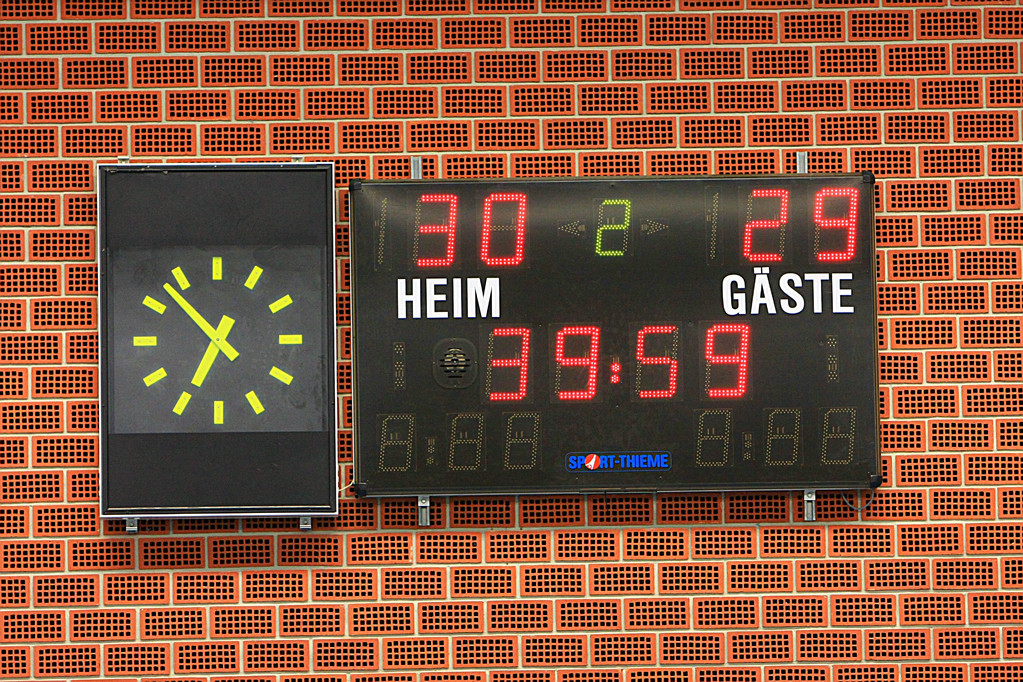 30 2 29
HEIM GÄSTE
39:59
SPORT-THIEME